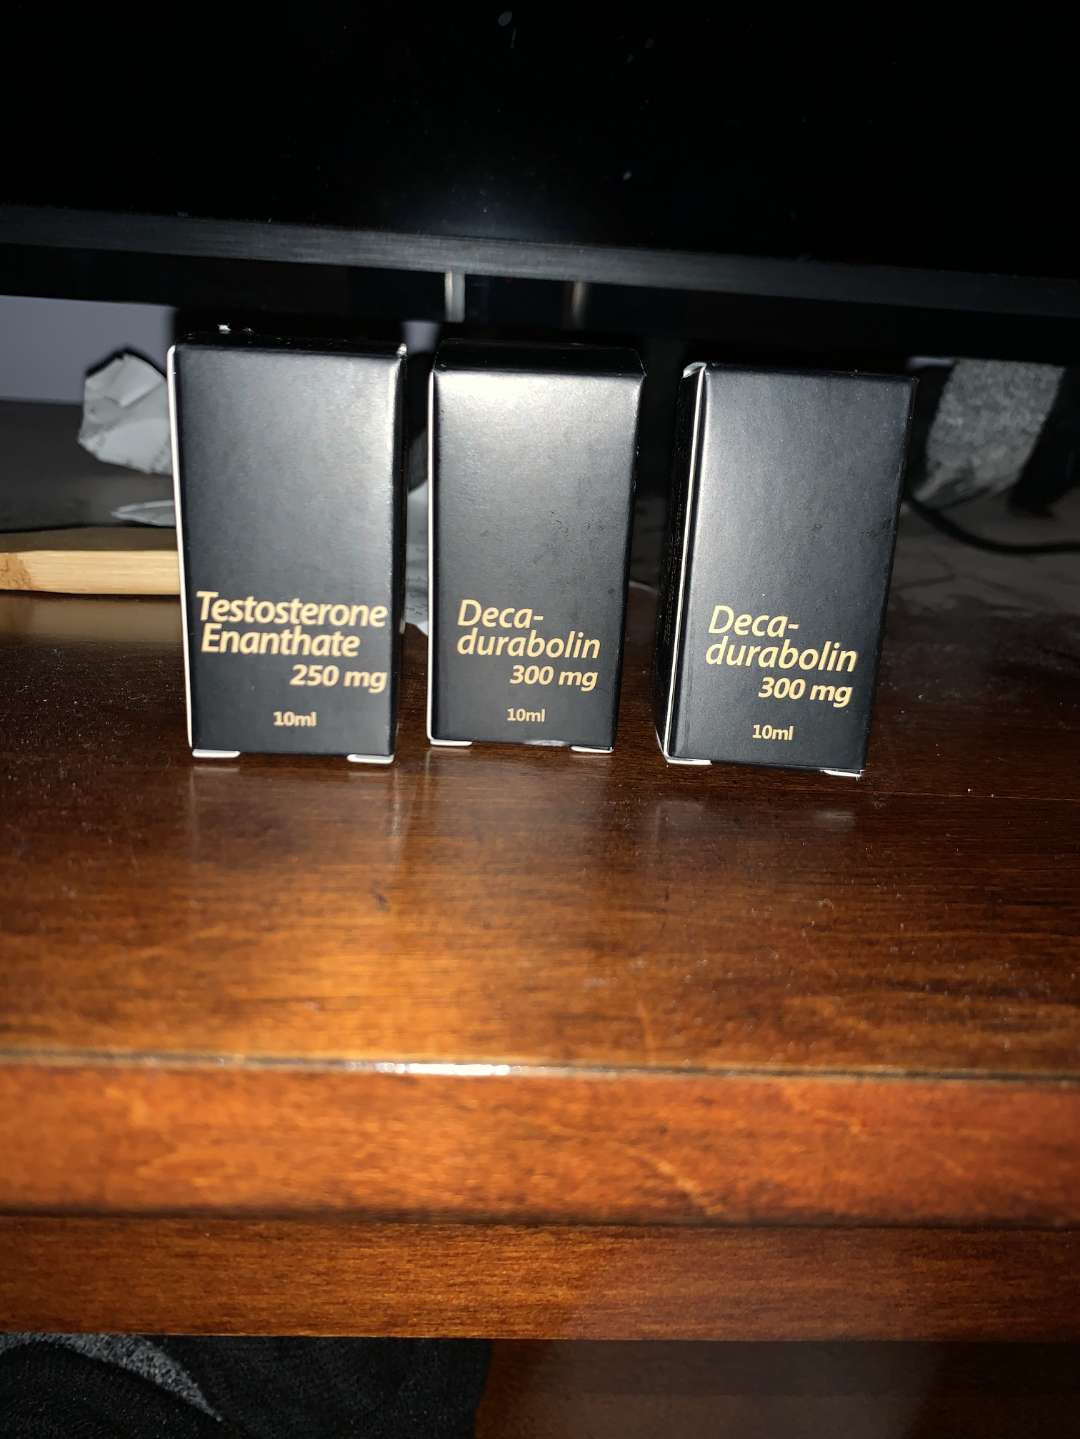 Testosterone
Enanthate
250 mg
10ml
Deca-
durabolin
300 mg
10ml
Deca-
durabolin
300 mg
10ml